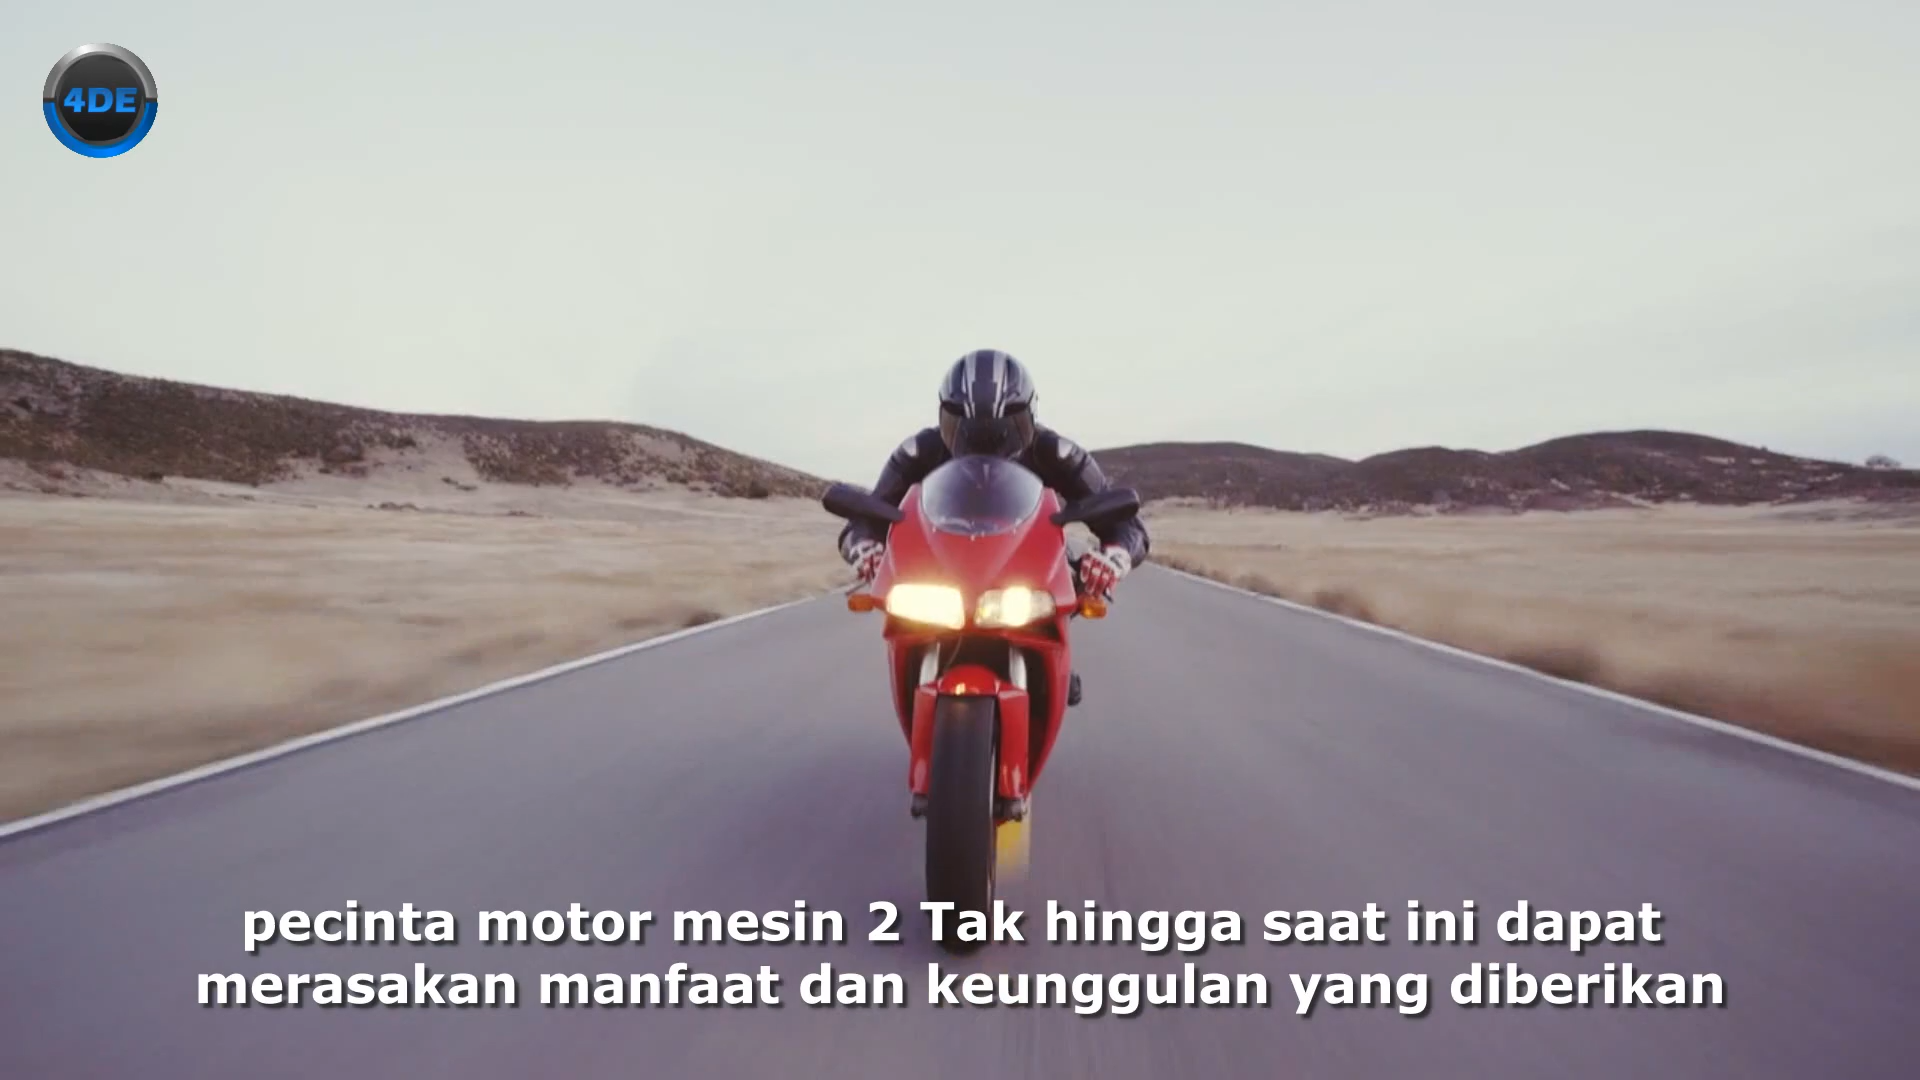 4DE
pecinta motor mesin 2 Tak hingga saat ini dapat
merasakan manfaat dan keunggulan yang diberikan